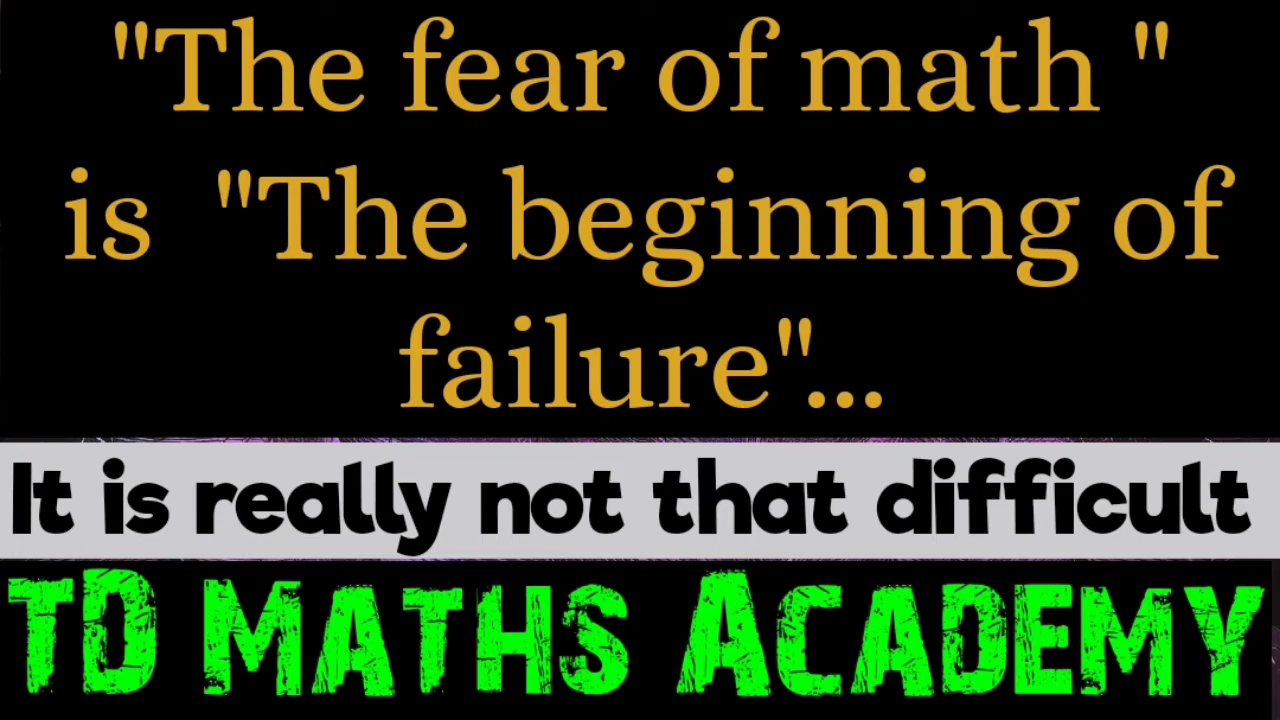 "The fear of math "
is "The beginning of
failure"...
It is really not that difficult
TD MATHS ACADEMY